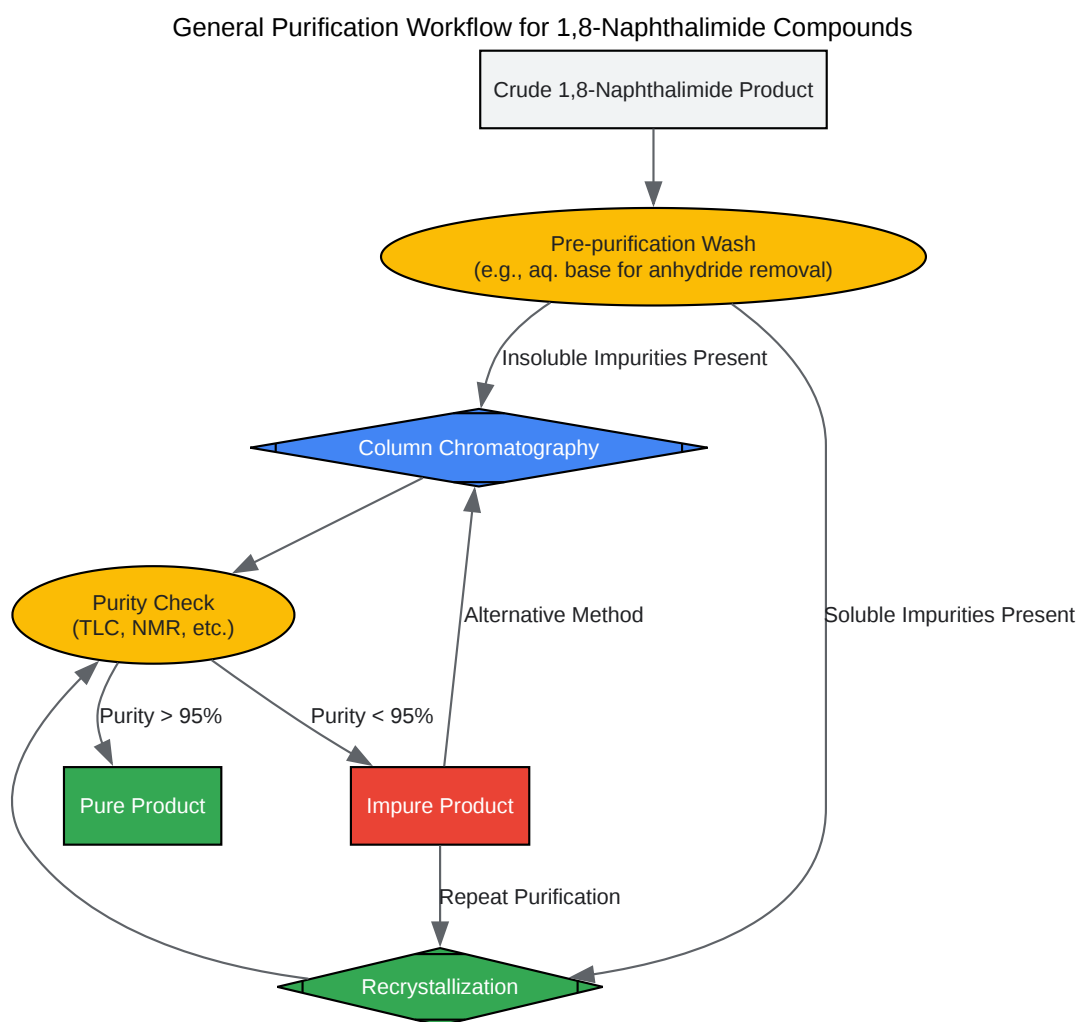 General Purification Workflow for 1,8-Naphthalimide Compounds
Crude 1,8-Naphthalimide Product
Pre-purification Wash
(e.g., aq. base for anhydride removal)
Insoluble Impurities Present
Column Chromatography
Purity Check
(TLC, NMR, etc.)
Alternative Method
Soluble Impurities Present
Purity > 95%
Purity < 95%
Pure Product
Impure Product
Repeat Purification
Recrystallization